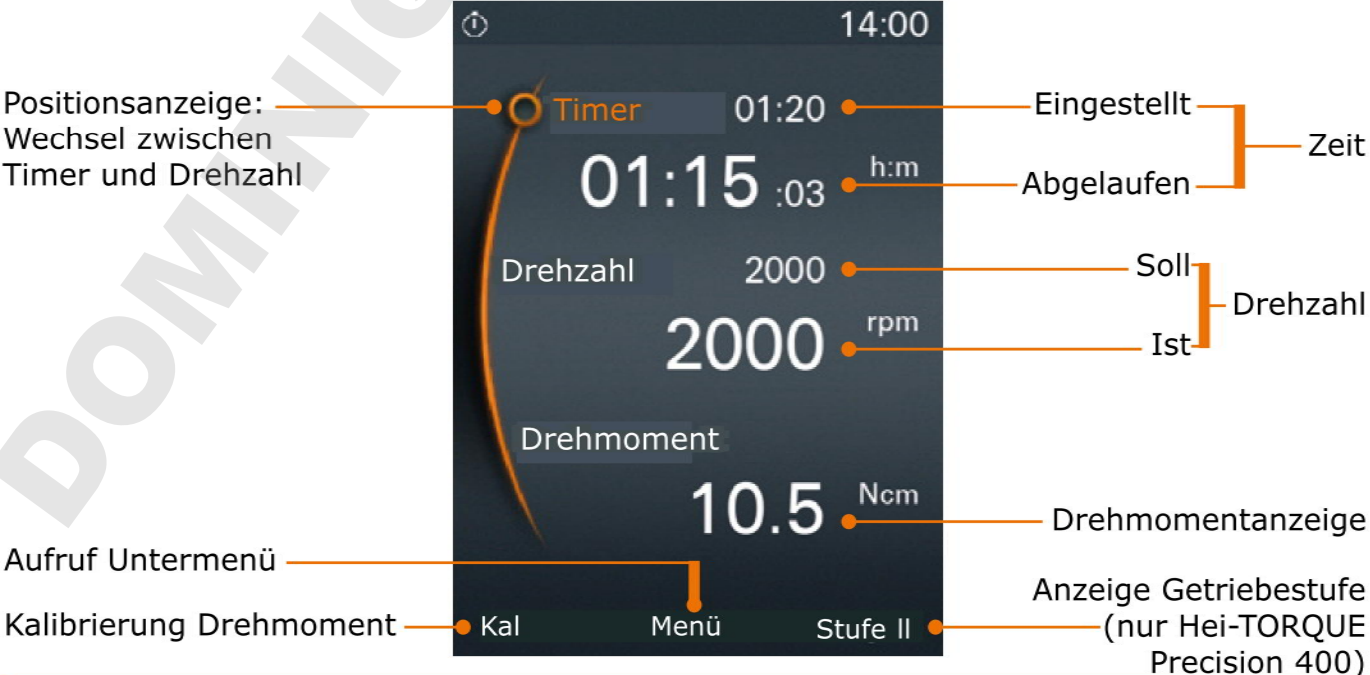 14:00
Positionsanzeige:
Wechsel zwischen
Timer und Drehzahl
Timer 01:20
Eingestellt
Zeit
01:15 :03 h:m
Abgelaufen
Drehzahl 2000
Soll
Drehzahl
2000 rpm
Ist
Drehmoment
10.5 Ncm
Drehmomentanzeige
Aufruf Untermenü
Kalibrierung Drehmoment
Kal Menü Stufe ll
Anzeige Getriebestufe
(nur Hei-TORQUE
Precision 400)